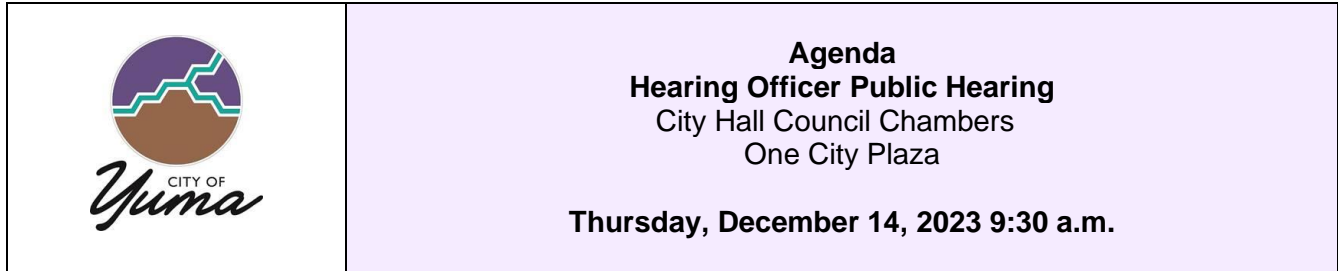 CITY OF
Yuma
Agenda
Hearing Officer Public Hearing
City Hall Council Chambers
One City Plaza
Thursday, December 14, 2023 9:30 a.m.